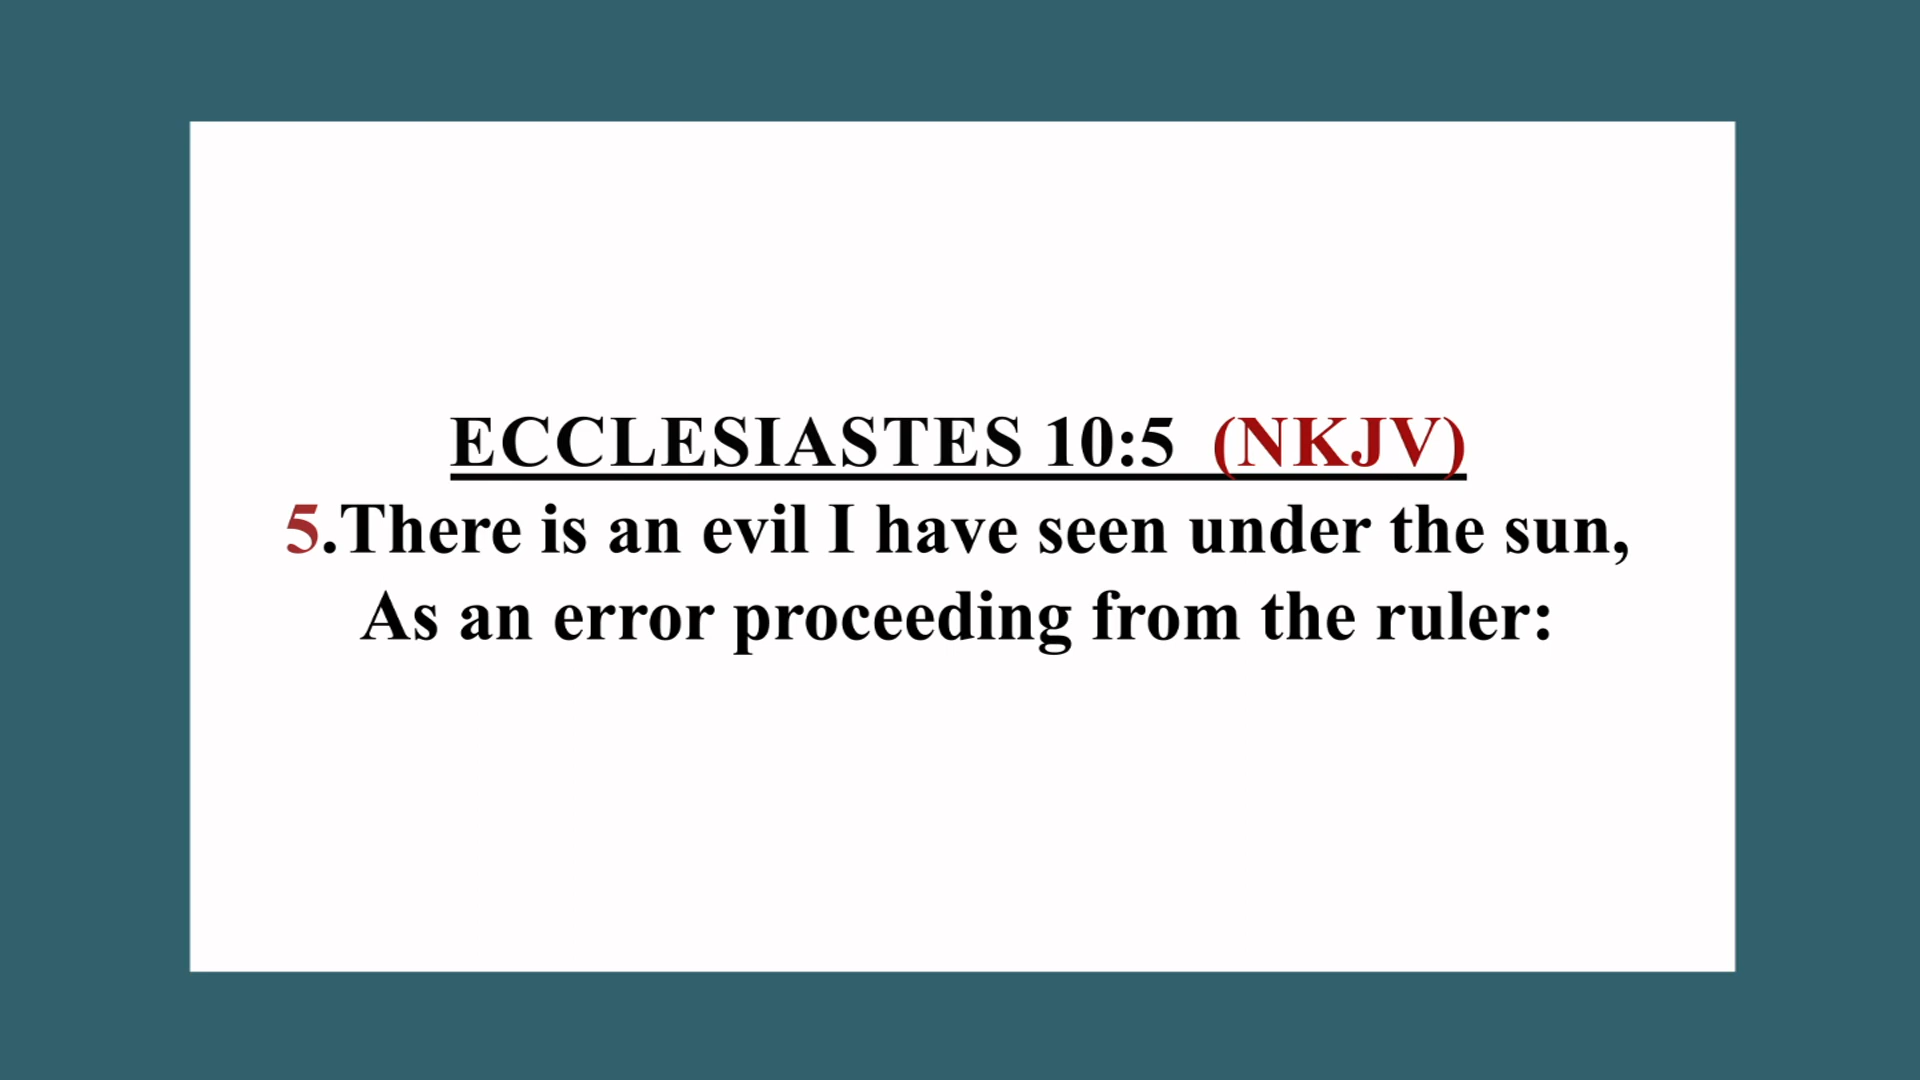 ECCLESIASTES 10:5 (NKJV)
5.There is an evil I have seen under the sun,
As an error proceeding from the ruler: